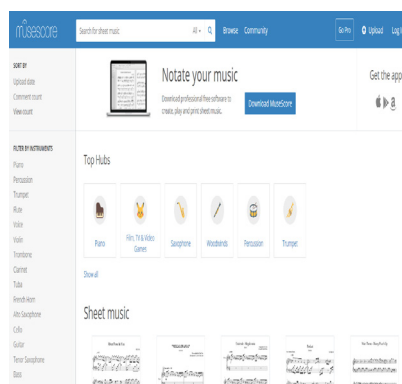 musescore
Search for sheet music
All
Browse
Community
Go Pro
Upload
Log I
SORT BY
Upload date
Comment count
View count
FILTER BY INSTRUMENTS
Piano
Percussion
Trumpet
Flute
Voice
Violin
Trombone
Clarinet
Tuba
French Horn
Alto Saxophone
Cello
Guitar
Tenor Saxophone
Bass
Notate your music
Download professional free software to
create, play and print sheet music.
Download MuseScore
Get the app
Top Hubs
Piano
Film, TV & Video
Games
Saxophone
Woodwinds
Percussion
Trumpet
Show all
Sheet music